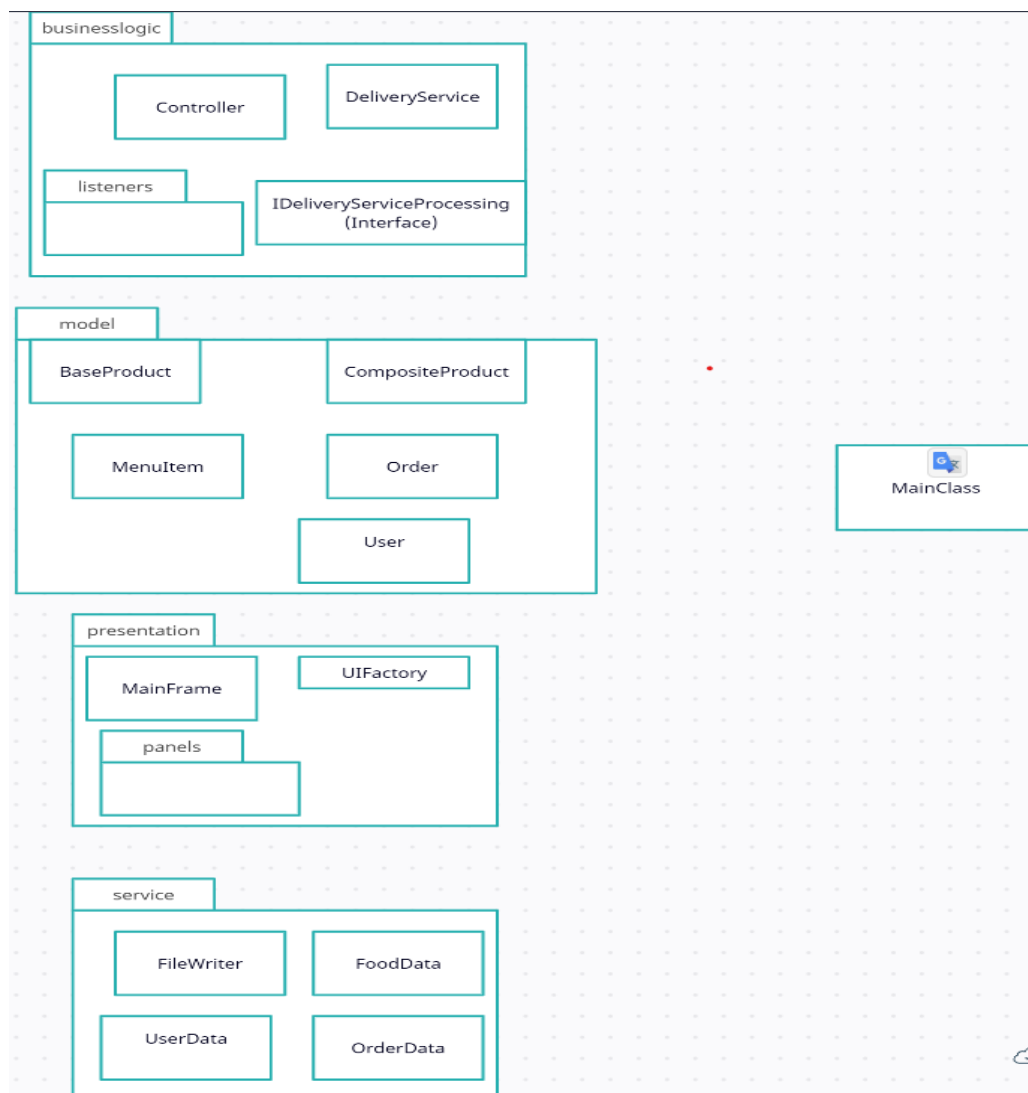 businesslogic
Controller
DeliveryService
listeners
IDeliveryServiceProcessing
(Interface)
model
BaseProduct
CompositeProduct
MenuItem
Order
User
MainClass
presentation
MainFrame
UIFactory
panels
service
FileWriter
FoodData
UserData
OrderData